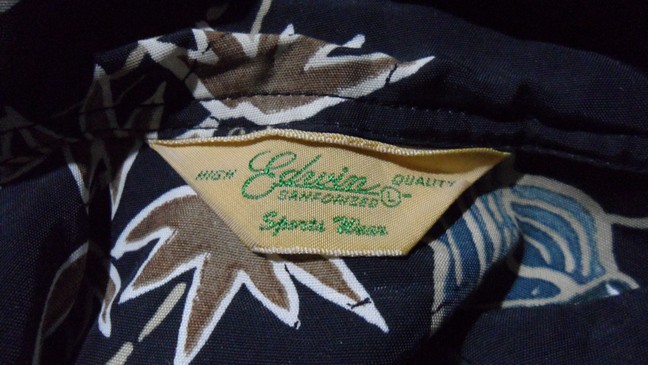 Edwin
HIGH QUALITY
SANFORIZED L
Sports Wear